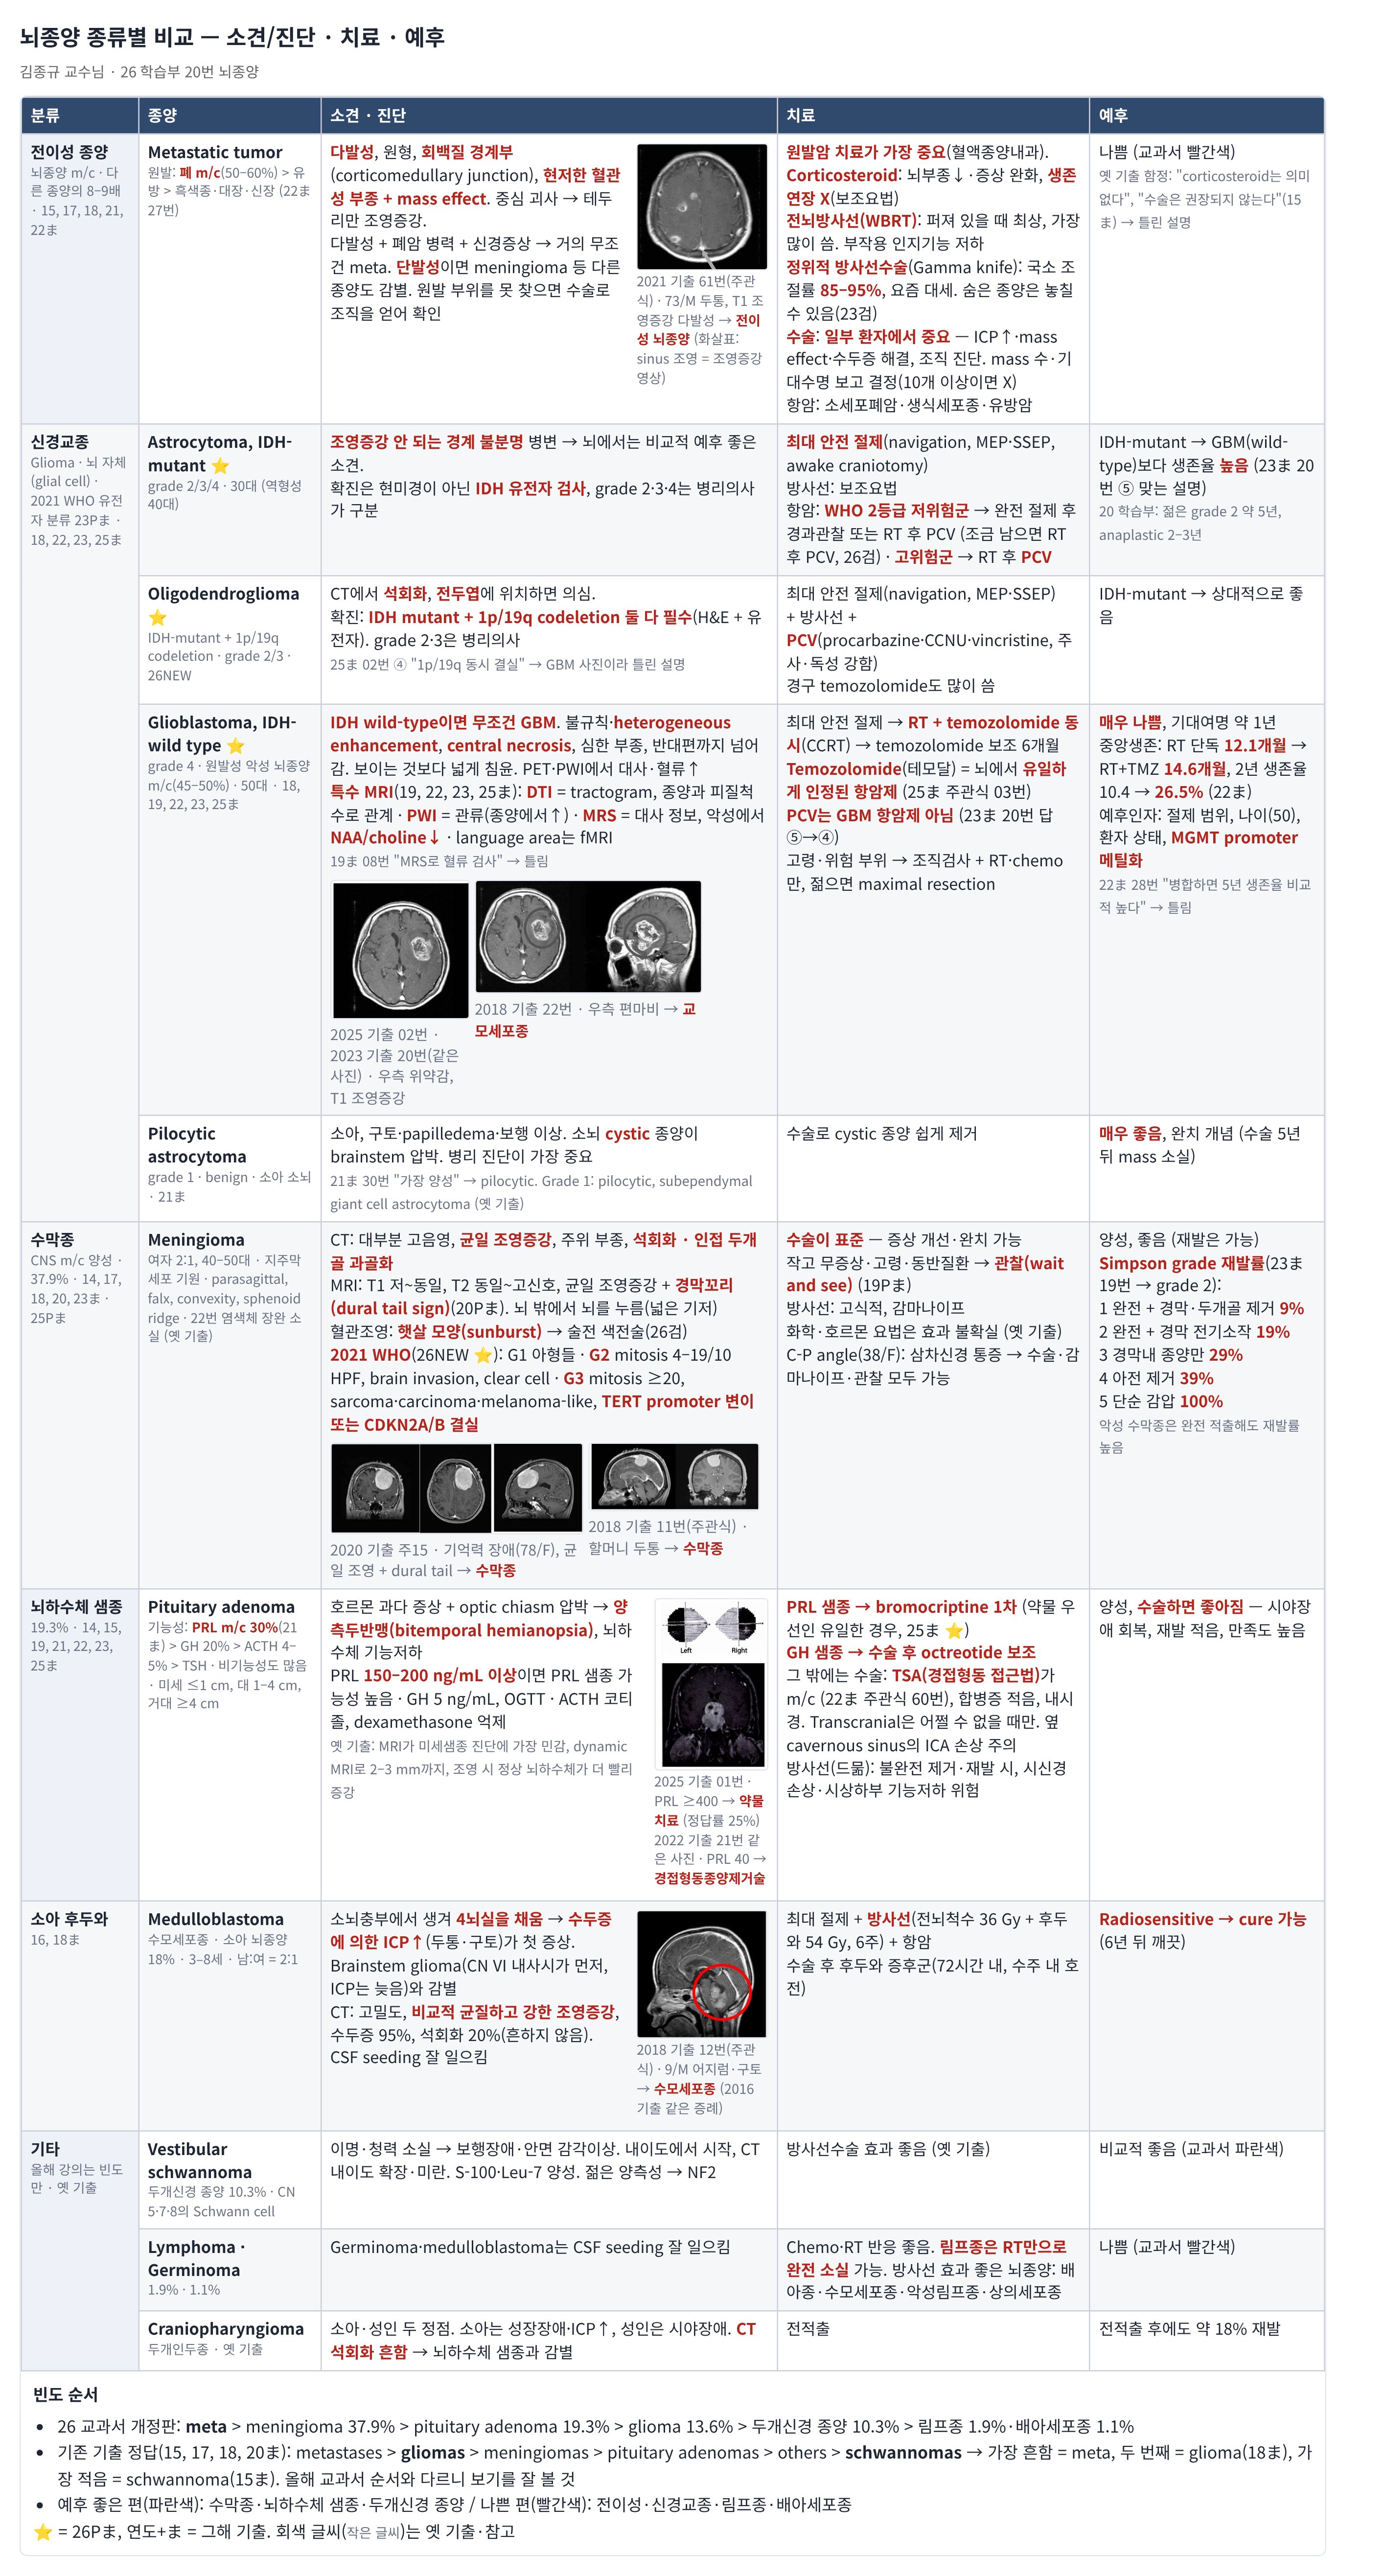 뇌종양 종류별 비교 — 소견/진단 · 치료 · 예후
김종규 교수님 · 26 학습부 20번 뇌종양
분류
종양
소견 · 진단
치료
예후
전이성 종양
뇌종양 m/c · 다
른 종양의 8–9배
· 15, 17, 18, 21,
22ま
Metastatic tumor
원발: 폐 m/c(50–60%) > 유
방 > 흑색종·대장·신장 (22ま
27번)
다발성, 원형, 회백질 경계부
(corticomedullary junction), 현저한 혈관
성 부종 + mass effect. 중심 괴사 → 테두
리만 조영증강.
다발성 + 폐암 병력 + 신경증상 → 거의 무조
건 meta. 단발성이면 meningioma 등 다른
종양도 감별. 원발 부위를 못 찾으면 수술로
조직을 얻어 확인
2021 기출 61번(주관
식) · 73/M 두통, T1 조
영증강 다발성 → 전이
성 뇌종양 (화살표:
sinus 조영 = 조영증강
영상)
원발암 치료가 가장 중요(혈액종양내과).
Corticosteroid: 뇌부종↓·증상 완화, 생존
연장 X(보조요법)
전뇌방사선(WBRT): 퍼져 있을 때 최상, 가장
많이 씀. 부작용 인지기능 저하
정위적 방사선수술(Gamma knife): 국소 조
절률 85–95%, 요즘 대세. 숨은 종양은 놓칠
수 있음(23검)
수술: 일부 환자에서 중요 — ICP↑·mass
effect·수두증 해결, 조직 진단. mass 수·기
대수명 보고 결정(10개 이상이면 X)
항암: 소세포폐암·생식세포종·유방암
나쁨 (교과서 빨간색)
옛 기출 함정: "corticosteroid는 의미
없다", "수술은 권장되지 않는다"(15
ま) → 틀린 설명
신경교종
Glioma · 뇌 자체
(glial cell) ·
2021 WHO 유전
자 분류 23Pま ·
18, 22, 23, 25ま
Astrocytoma, IDH-
mutant ⭐
grade 2/3/4 · 30대 (역형성
40대)
조영증강 안 되는 경계 불분명 병변 → 뇌에서는 비교적 예후 좋은
소견.
확진은 현미경이 아닌 IDH 유전자 검사, grade 2·3·4는 병리의사
가 구분
최대 안전 절제(navigation, MEP·SSEP,
awake craniotomy)
방사선: 보조요법
항암: WHO 2등급 저위험군 → 완전 절제 후
경과관찰 또는 RT 후 PCV (조금 남으면 RT
후 PCV, 26검) · 고위험군 → RT 후 PCV
IDH-mutant → GBM(wild-
type)보다 생존율 높음 (23ま 20
번 ⑤ 맞는 설명)
20 학습부: 젊은 grade 2 약 5년,
anaplastic 2–3년
Oligodendroglioma
⭐
IDH-mutant + 1p/19q
codeletion · grade 2/3 ·
26NEW
CT에서 석회화, 전두엽에 위치하면 의심.
확진: IDH mutant + 1p/19q codeletion 둘 다 필수(H&E + 유
전자). grade 2·3은 병리의사
25ま 02번 ④ "1p/19q 동시 결실" → GBM 사진이라 틀린 설명
최대 안전 절제(navigation, MEP·SSEP)
+ 방사선 +
PCV(procarbazine·CCNU·vincristine, 주
사·독성 강함)
경구 temozolomide도 많이 씀
IDH-mutant → 상대적으로 좋
음
Glioblastoma, IDH-
wild type ⭐
grade 4 · 원발성 악성 뇌종양
m/c(45–50%) · 50대 · 18,
19, 22, 23, 25ま
IDH wild-type이면 무조건 GBM. 불규칙·heterogeneous
enhancement, central necrosis, 심한 부종, 반대편까지 넘어
감. 보이는 것보다 넓게 침윤. PET·PWI에서 대사·혈류↑
특수 MRI(19, 22, 23, 25ま): DTI = tractogram, 종양과 피질척
수로 관계 · PWI = 관류(종양에서↑) · MRS = 대사 정보, 악성에서
NAA/choline↓ · language area는 fMRI
19ま 08번 "MRS로 혈류 검사" → 틀림
2025 기출 02번 ·
2023 기출 20번(같은
사진) · 우측 위약감,
T1 조영증강
2018 기출 22번 · 우측 편마비 → 교
모세포종
최대 안전 절제 → RT + temozolomide 동
시(CCRT) → temozolomide 보조 6개월
Temozolomide(테모달) = 뇌에서 유일하
게 인정된 항암제 (25ま 주관식 03번)
PCV는 GBM 항암제 아님 (23ま 20번 답
⑤→④)
고령·위험 부위 → 조직검사 + RT·chemo
만, 젊으면 maximal resection
매우 나쁨, 기대여명 약 1년
중앙생존: RT 단독 12.1개월 →
RT+TMZ 14.6개월, 2년 생존율
10.4 → 26.5% (22ま)
예후인자: 절제 범위, 나이(50),
환자 상태, MGMT promoter
메틸화
22ま 28번 "병합하면 5년 생존율 비교
적 높다" → 틀림
Pilocytic
astrocytoma
grade 1 · benign · 소아 소뇌
· 21ま
소아, 구토·papilledema·보행 이상. 소뇌 cystic 종양이
brainstem 압박. 병리 진단이 가장 중요
21ま 30번 "가장 양성" → pilocytic. Grade 1: pilocytic, subependymal
giant cell astrocytoma (옛 기출)
수술로 cystic 종양 쉽게 제거
매우 좋음, 완치 개념 (수술 5년
뒤 mass 소실)
수막종
CNS m/c 양성 ·
37.9% · 14, 17,
18, 20, 23ま ·
25Pま
Meningioma
여자 2:1, 40–50대 · 지주막
세포 기원 · parasagittal,
falx, convexity, sphenoid
ridge · 22번 염색체 장완 소
실 (옛 기출)
CT: 대부분 고음영, 균일 조영증강, 주위 부종, 석회화 · 인접 두개
골 과골화
MRI: T1 저~동일, T2 동일~고신호, 균일 조영증강 + 경막꼬리
(dural tail sign)(20Pま). 뇌 밖에서 뇌를 누름(넓은 기저)
혈관조영: 햇살 모양(sunburst) → 술전 색전술(26검)
2021 WHO(26NEW ⭐): G1 아형들 · G2 mitosis 4–19/10
HPF, brain invasion, clear cell · G3 mitosis ≥20,
sarcoma·carcinoma·melanoma-like, TERT promoter 변이
또는 CDKN2A/B 결실
2020 기출 주15 · 기억력 장애(78/F), 균
일 조영 + dural tail → 수막종
2018 기출 11번(주관식) ·
할머니 두통 → 수막종
수술이 표준 — 증상 개선·완치 가능
작고 무증상·고령·동반질환 → 관찰(wait
and see) (19Pま)
방사선: 고식적, 감마나이프
화학·호르몬 요법은 효과 불확실 (옛 기출)
C-P angle(38/F): 삼차신경 통증 → 수술·감
마나이프·관찰 모두 가능
양성, 좋음 (재발은 가능)
Simpson grade 재발률(23ま
19번 → grade 2):
1 완전 + 경막·두개골 제거 9%
2 완전 + 경막 전기소작 19%
3 경막내 종양만 29%
4 아전 제거 39%
5 단순 감압 100%
악성 수막종은 완전 적출해도 재발률
높음
뇌하수체 샘종
19.3% · 14, 15,
19, 21, 22, 23,
25ま
Pituitary adenoma
기능성: PRL m/c 30%(21
ま) > GH 20% > ACTH 4–
5% > TSH · 비기능성도 많음
· 미세 ≤1 cm, 대 1–4 cm,
거대 ≥4 cm
호르몬 과다 증상 + optic chiasm 압박 → 양
측두반맹(bitemporal hemianopsia), 뇌하
수체 기능저하
PRL 150–200 ng/mL 이상이면 PRL 샘종 가
능성 높음 · GH 5 ng/mL, OGTT · ACTH 코티
졸, dexamethasone 억제
옛 기출: MRI가 미세샘종 진단에 가장 민감, dynamic
MRI로 2–3 mm까지, 조영 시 정상 뇌하수체가 더 빨리
증강
Left
Right
2025 기출 01번 ·
PRL ≥400 → 약물
치료 (정답률 25%)
2022 기출 21번 같
은 사진 · PRL 40 →
경접형동종양제거술
PRL 샘종 → bromocriptine 1차 (약물 우
선인 유일한 경우, 25ま ⭐)
GH 샘종 → 수술 후 octreotide 보조
그 밖에는 수술: TSA(경접형동 접근법)가
m/c (22ま 주관식 60번), 합병증 적음, 내시
경. Transcranial은 어쩔 수 없을 때만. 옆
cavernous sinus의 ICA 손상 주의
방사선(드묾): 불완전 제거·재발 시, 시신경
손상·시상하부 기능저하 위험
양성, 수술하면 좋아짐 — 시야장
애 회복, 재발 적음, 만족도 높음
소아 후두와
16, 18ま
Medulloblastoma
수모세포종 · 소아 뇌종양
18% · 3–8세 · 남:여 = 2:1
소뇌충부에서 생겨 4뇌실을 채움 → 수두증
에 의한 ICP↑(두통·구토)가 첫 증상.
Brainstem glioma(CN VI 내사시가 먼저,
ICP는 늦음)와 감별
CT: 고밀도, 비교적 균질하고 강한 조영증강,
수두증 95%, 석회화 20%(흔하지 않음).
CSF seeding 잘 일으킴
2018 기출 12번(주관
식) · 9/M 어지럼·구토
→ 수모세포종 (2016
기출 같은 증례)
최대 절제 + 방사선(전뇌척수 36 Gy + 후두
와 54 Gy, 6주) + 항암
수술 후 후두와 증후군(72시간 내, 수주 내 호
전)
Radiosensitive → cure 가능
(6년 뒤 깨끗)
기타
올해 강의는 빈도
만 · 옛 기출
Vestibular
schwannoma
두개신경 종양 10.3% · CN
5·7·8의 Schwann cell
이명·청력 소실 → 보행장애·안면 감각이상. 내이도에서 시작, CT
내이도 확장·미란. S-100·Leu-7 양성. 젊은 양측성 → NF2
방사선수술 효과 좋음 (옛 기출)
비교적 좋음 (교과서 파란색)
Lymphoma ·
Germinoma
1.9% · 1.1%
Germinoma·medulloblastoma는 CSF seeding 잘 일으킴
Chemo·RT 반응 좋음. 림프종은 RT만으로
완전 소실 가능. 방사선 효과 좋은 뇌종양: 배
아종·수모세포종·악성림프종·상의세포종
나쁨 (교과서 빨간색)
Craniopharyngioma
두개인두종 · 옛 기출
소아·성인 두 정점. 소아는 성장장애·ICP↑, 성인은 시야장애. CT
석회화 흔함 → 뇌하수체 샘종과 감별
전적출
전적출 후에도 약 18% 재발
빈도 순서
• 26 교과서 개정판: meta > meningioma 37.9% > pituitary adenoma 19.3% > glioma 13.6% > 두개신경 종양 10.3% > 림프종 1.9%·배아세포종 1.1%
• 기존 기출 정답(15, 17, 18, 20ま): metastases > gliomas > meningiomas > pituitary adenomas > others > schwannomas → 가장 흔함 = meta, 두 번째 = glioma(18ま), 가
장 적음 = schwannoma(15ま). 올해 교과서 순서와 다르니 보기를 잘 볼 것
• 예후 좋은 편(파란색): 수막종·뇌하수체 샘종·두개신경 종양 / 나쁜 편(빨간색): 전이성·신경교종·림프종·배아세포종
⭐ = 26Pま, 연도+ま = 그해 기출. 회색 글씨(작은 글씨)는 옛 기출·참고